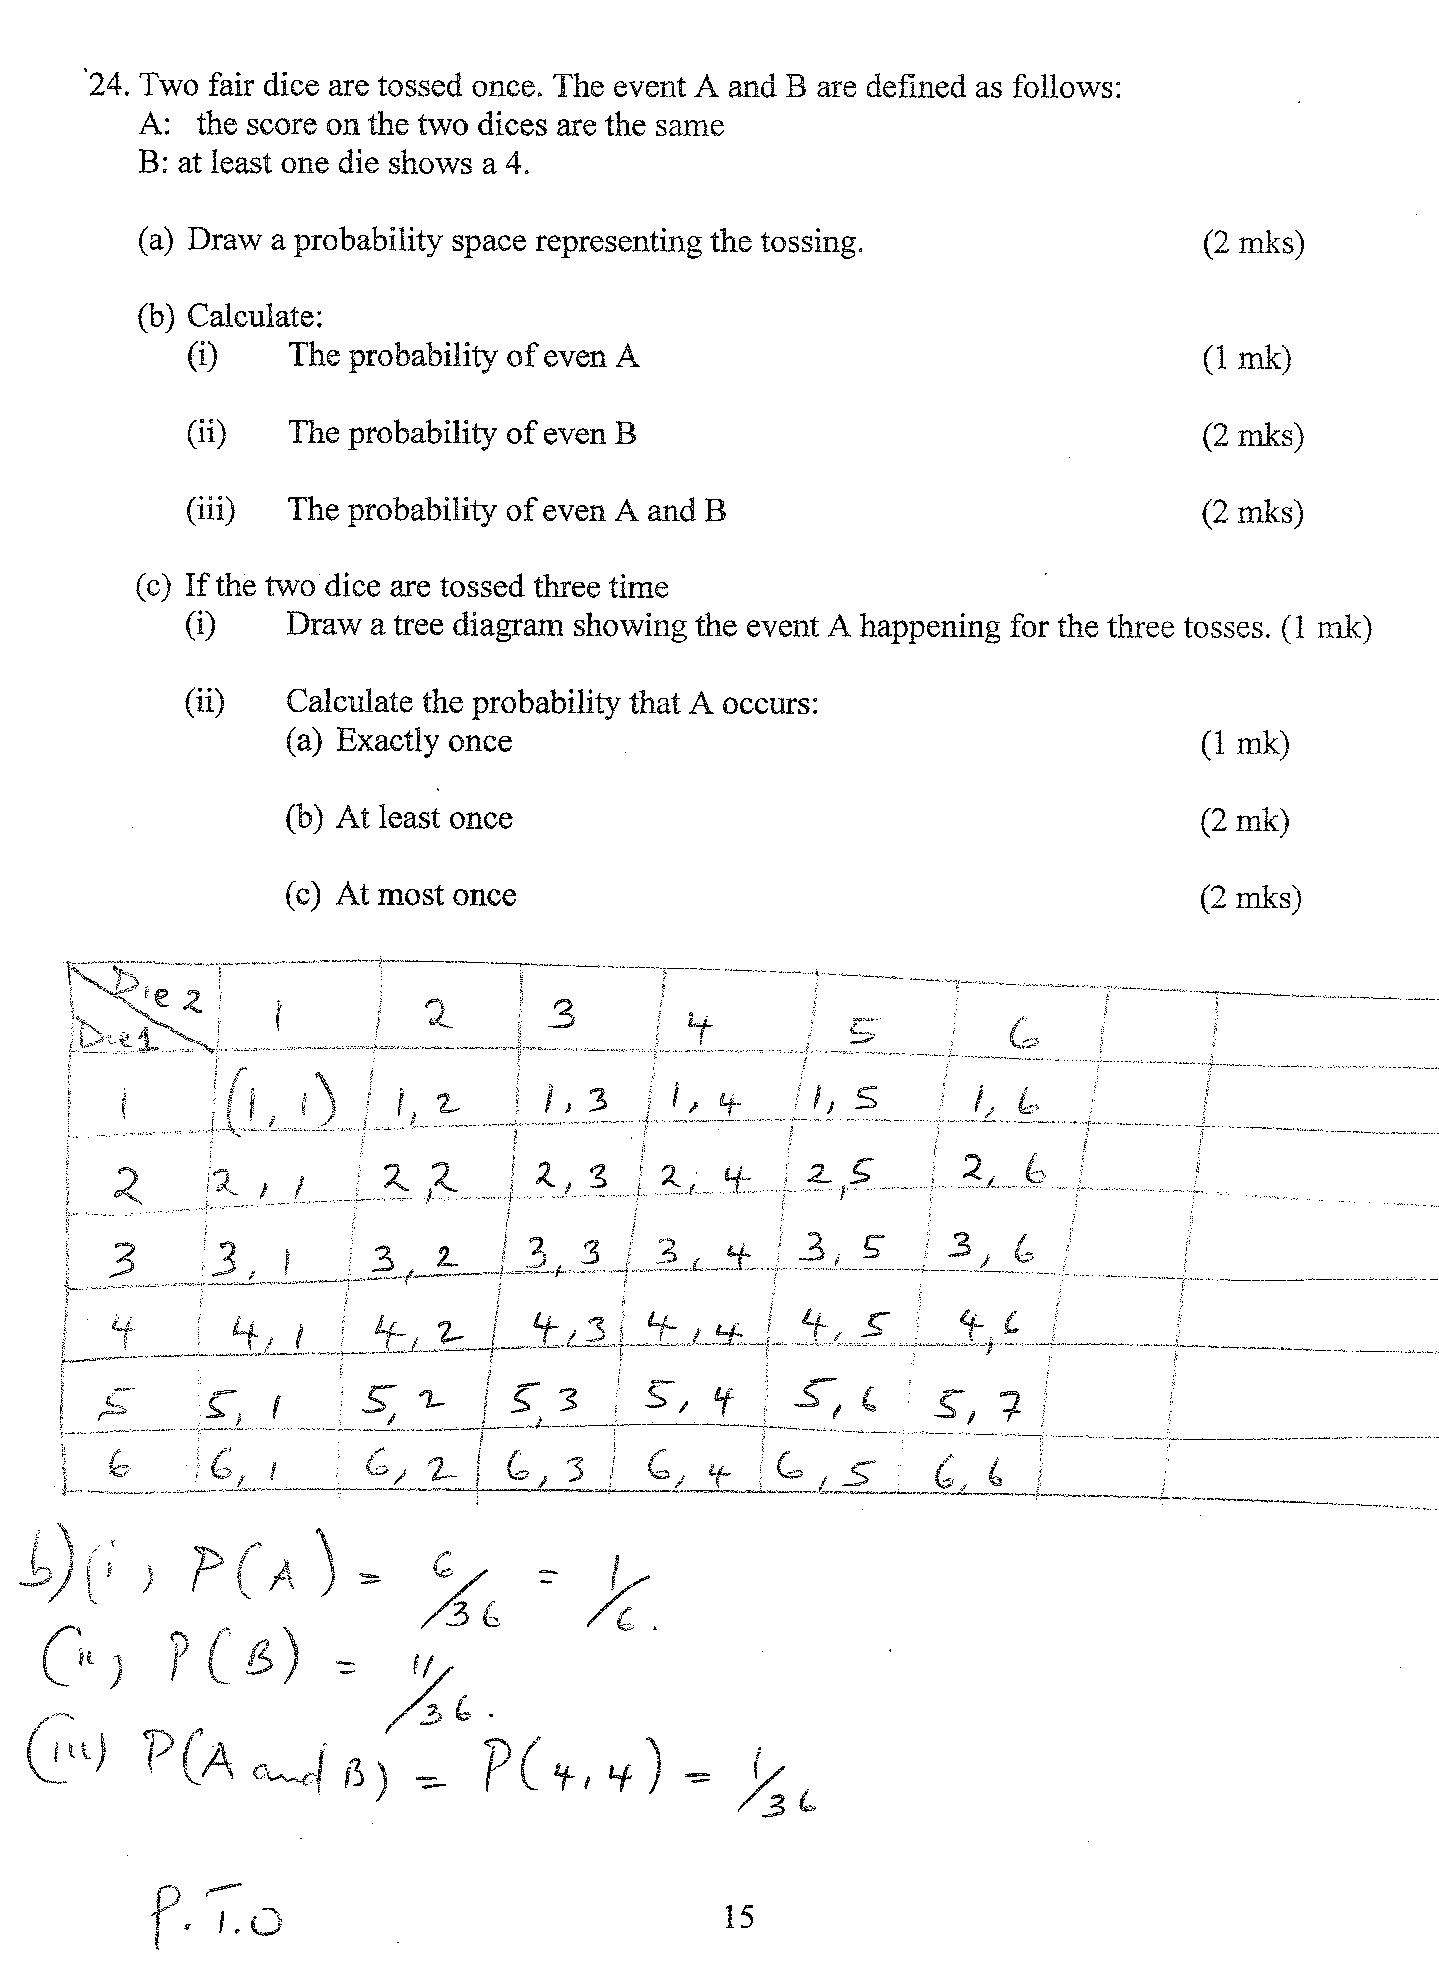 24. Two fair dice are tossed once. The event A and B are defined as follows:
A: the score on the two dices are the same
B: at least one die shows a 4.
(a) Draw a probability space representing the tossing. (2 mks)
(b) Calculate:
(i) The probability of even A (1 mk)
(ii) The probability of even B (2 mks)
(iii) The probability of even A and B (2 mks)
(c) If the two dice are tossed three time
(i) Draw a tree diagram showing the event A happening for the three tosses. (1 mk)
(ii) Calculate the probability that A occurs:
(a) Exactly once (1 mk)
(b) At least once (2 mk)
(c) At most once (2 mks)
Die 2
Die1 1 2 3 4 5 6
1 (1,1) 1,2 1,3 1,4 1,5 1,6
2 2,1 2,2 2,3 2,4 2,5 2,6
3 3,1 3,2 3,3 3,4 3,5 3,6
4 4,1 4,2 4,3 4,4 4,5 4,6
5 5,1 5,2 5,3 5,4 5,6 5,7
6 6,1 6,2 6,3 6,4 6,5 6,6
b)(i) P(A) = 6/36 = 1/6.
(ii) P(B) = 11/36.
(iii) P(A and B) = P(4,4) = 1/36
P.T.O
15